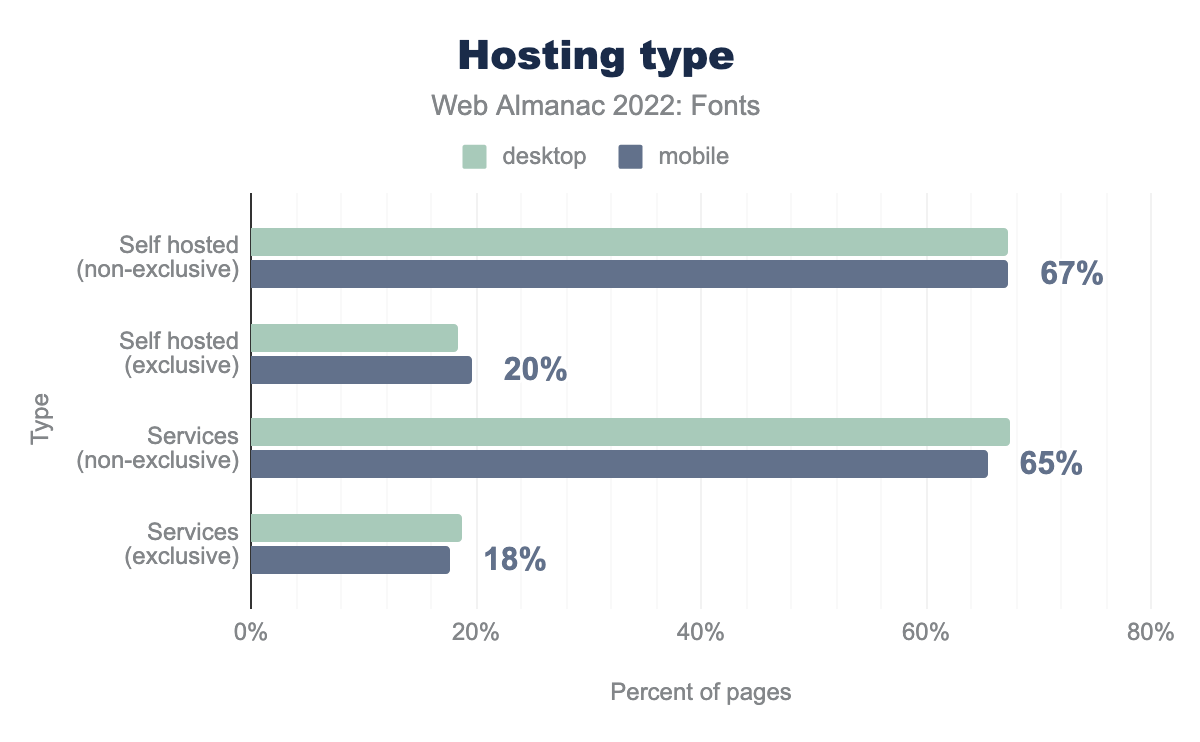 Hosting type
Web Almanac 2022: Fonts
desktop
mobile
Self hosted
(non-exclusive)
67%
Self hosted
(exclusive)
20%
Services
(non-exclusive)
65%
Services
(exclusive)
18%
Type
0%
20%
40%
60%
80%
Percent of pages